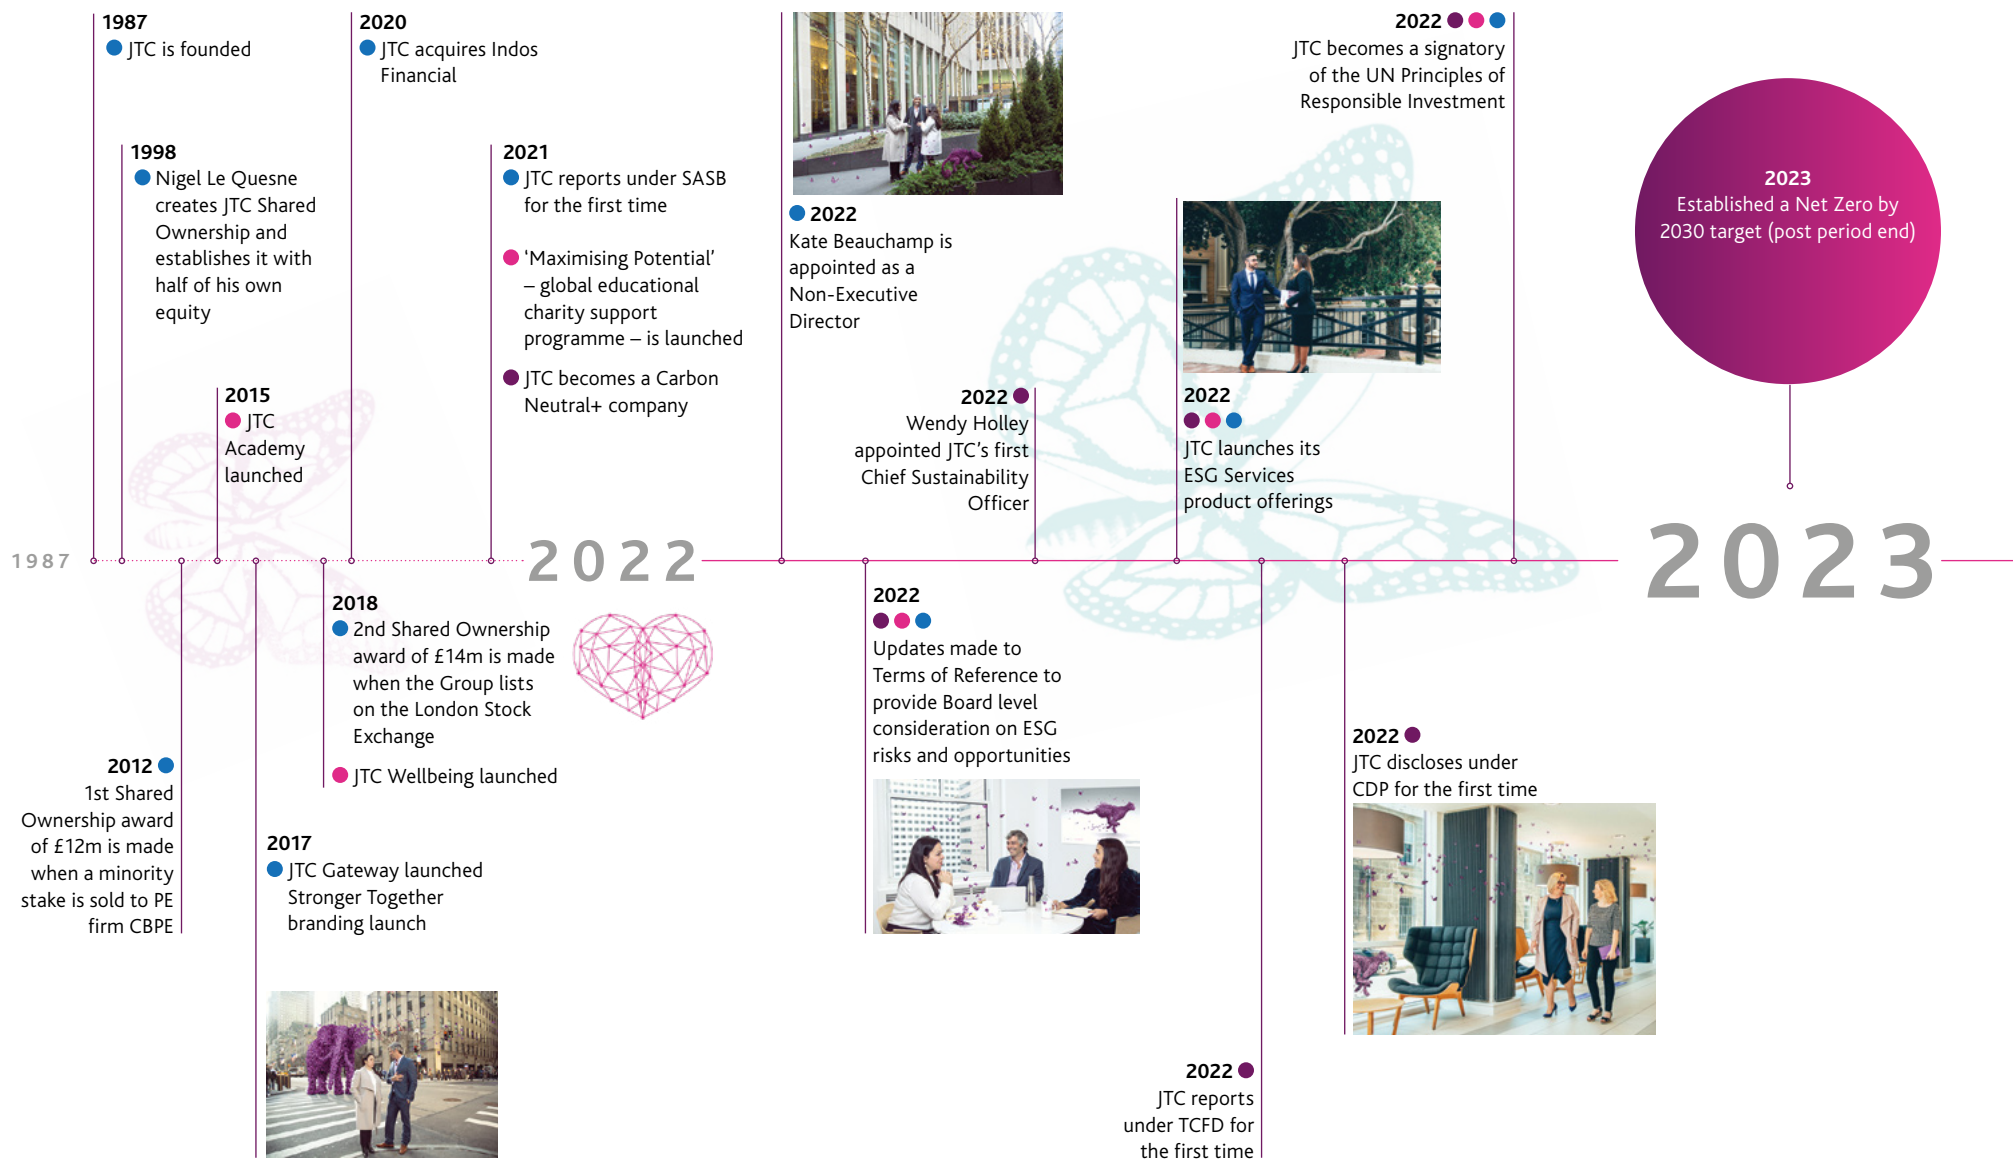 1987
JTC is founded
1998
Nigel Le Quesne
creates JTC Shared
Ownership and
establishes it with
half of his own
equity
2015
JTC
Academy
launched
2020
JTC acquires Indos
Financial
2021
JTC reports under SASB
for the first time
‘Maximising Potential’
– global educational
charity support
programme – is launched
JTC becomes a Carbon
Neutral+ company
2022
Kate Beauchamp is
appointed as a
Non-Executive
Director
2022
Wendy Holley
appointed JTC’s first
Chief Sustainability
Officer
2022
JTC launches its
ESG Services
product offerings
2022
JTC becomes a signatory
of the UN Principles of
Responsible Investment
2023
Established a Net Zero by
2030 target (post period end)
1987
2022
2023
2012
1st Shared
Ownership award
of £12m is made
when a minority
stake is sold to PE
firm CBPE
2017
JTC Gateway launched
Stronger Together
branding launch
2018
2nd Shared Ownership
award of £14m is made
when the Group lists
on the London Stock
Exchange
JTC Wellbeing launched
2022
Updates made to
Terms of Reference to
provide Board level
consideration on ESG
risks and opportunities
2022
JTC reports
under TCFD for
the first time
2022
JTC discloses under
CDP for the first time